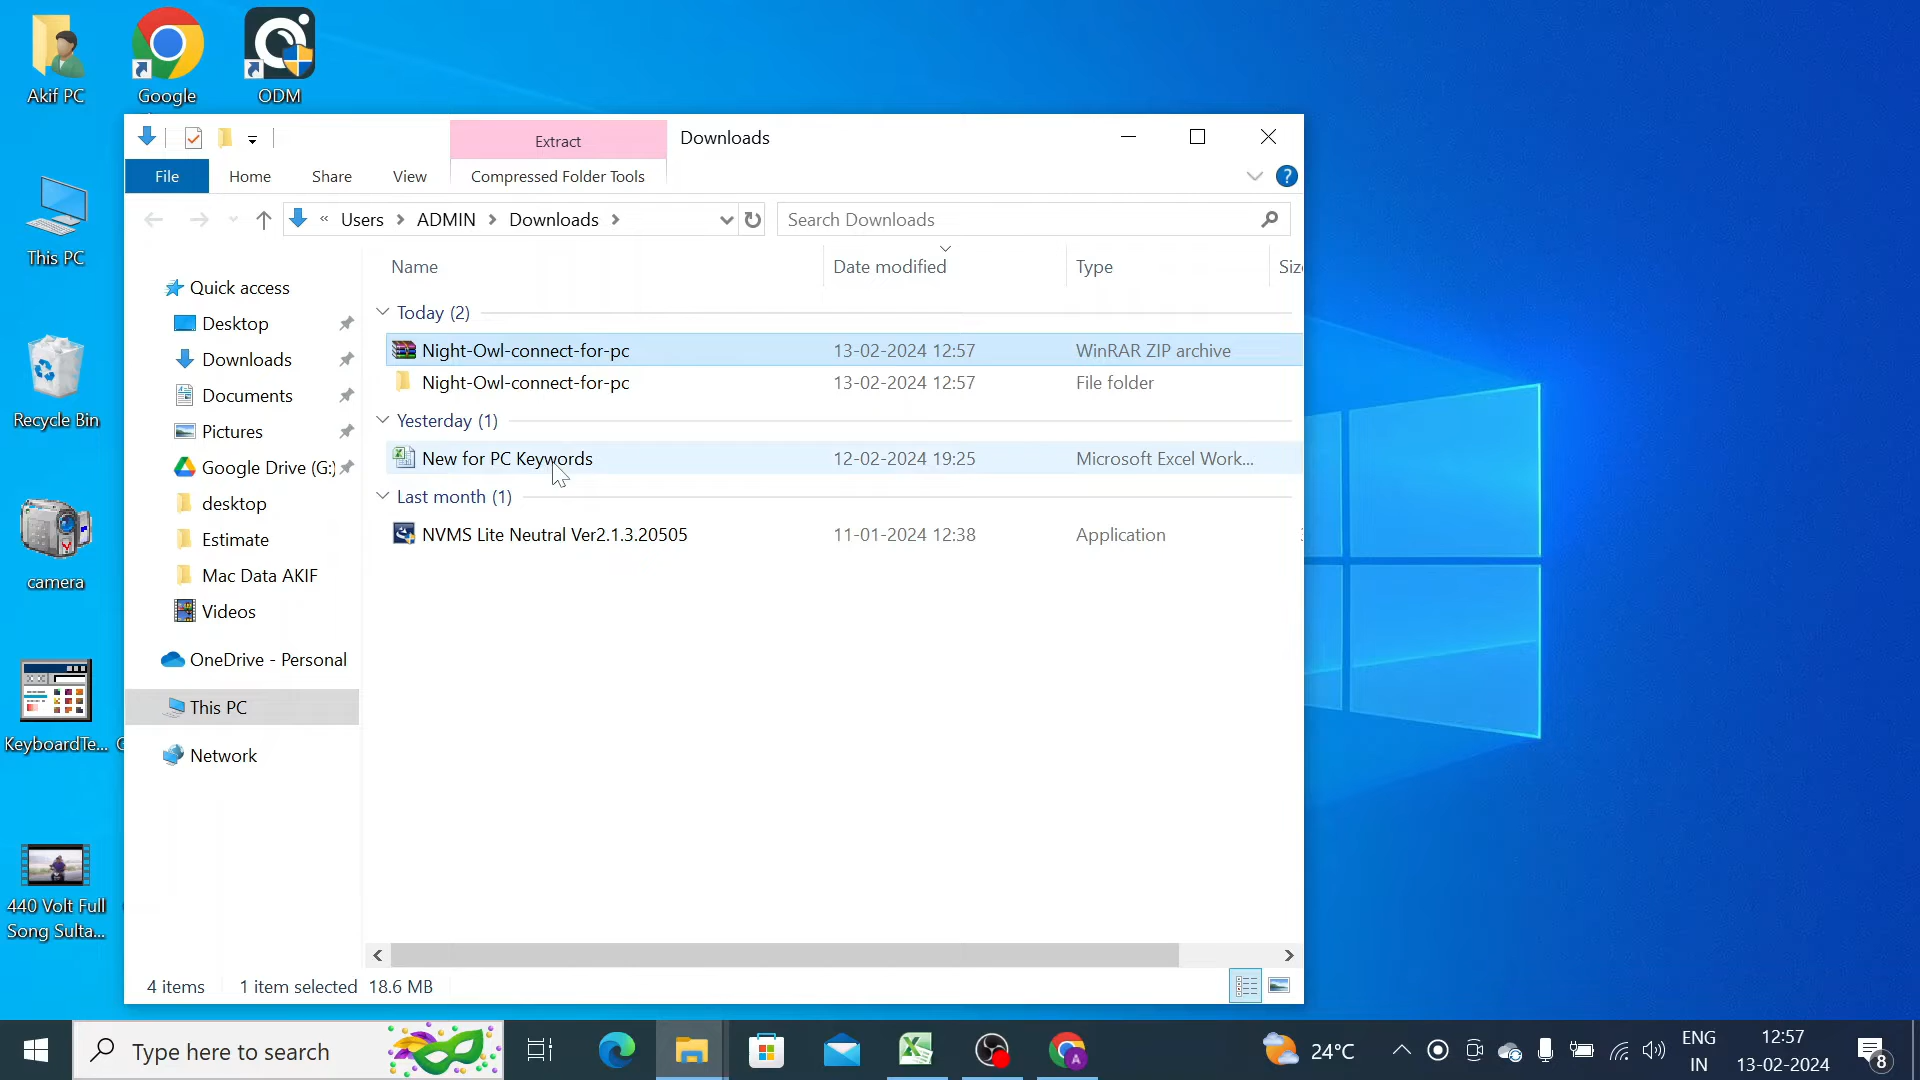 Akif PC
Google
ODM
This PC
Recycle Bin
camera
KeyboardTe...
440 Volt Full
Song Sulta...
Extract
Downloads
File
Home
Share
View
Compressed Folder Tools
?
« Users > ADMIN > Downloads >
Search Downloads
Name
Date modified
Type
Siz
Quick access
Desktop
Downloads
Documents
Pictures
Google Drive (G:)
desktop
Estimate
Mac Data AKIF
Videos
OneDrive - Personal
This PC
Network
Today (2)
Night-Owl-connect-for-pc 13-02-2024 12:57 WinRAR ZIP archive
Night-Owl-connect-for-pc 13-02-2024 12:57 File folder
Yesterday (1)
New for PC Keywords 12-02-2024 19:25 Microsoft Excel Work...
Last month (1)
NVMS Lite Neutral Ver2.1.3.20505 11-01-2024 12:38 Application
4 items 1 item selected 18.6 MB
Type here to search
A
24°C
ENG
IN
12:57
13-02-2024
8